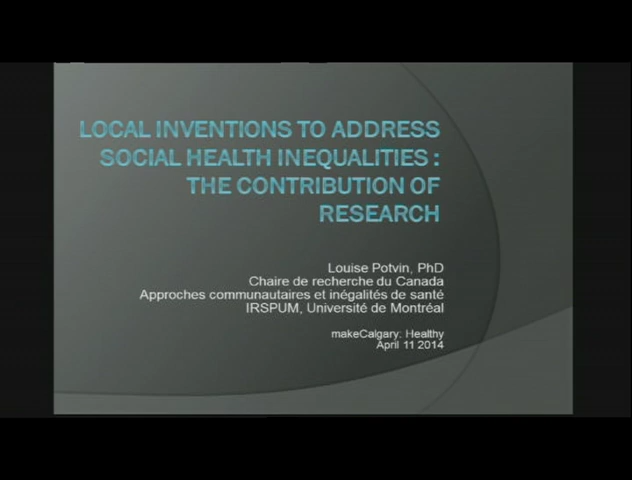 LOCAL INVENTIONS TO ADDRESS
SOCIAL HEALTH INEQUALITIES :
THE CONTRIBUTION OF
RESEARCH
Louise Potvin, PhD
Chaire de recherche du Canada
Approches communautaires et inégalités de santé
IRSPUM, Université de Montréal
makeCalgary: Healthy
April 11 2014